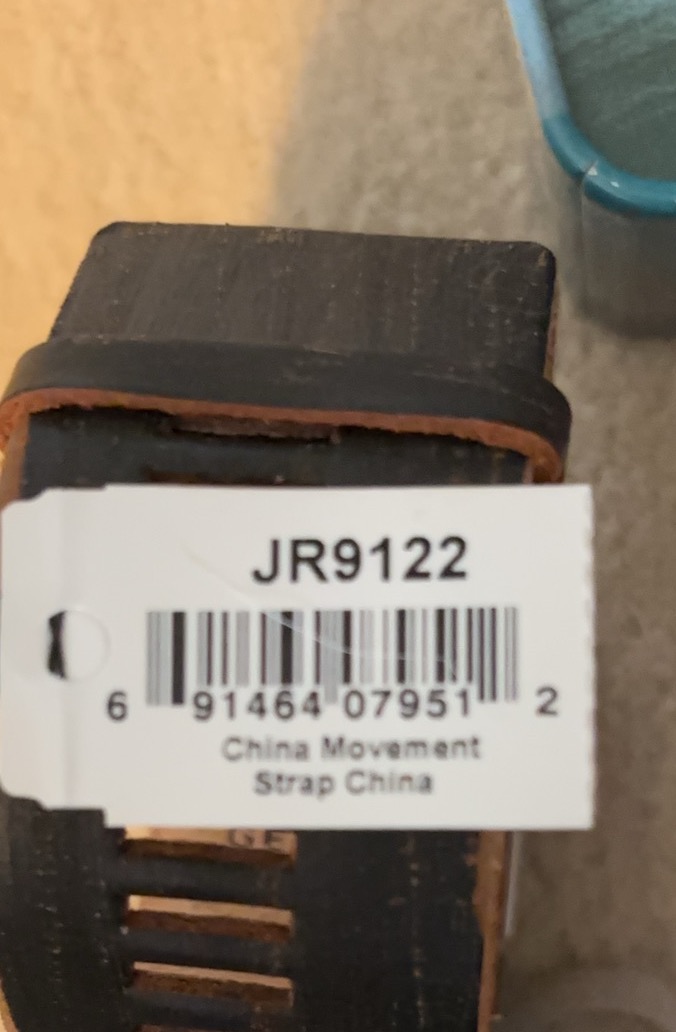 JR9122
6 91464 07951 2
China Movement
Strap China